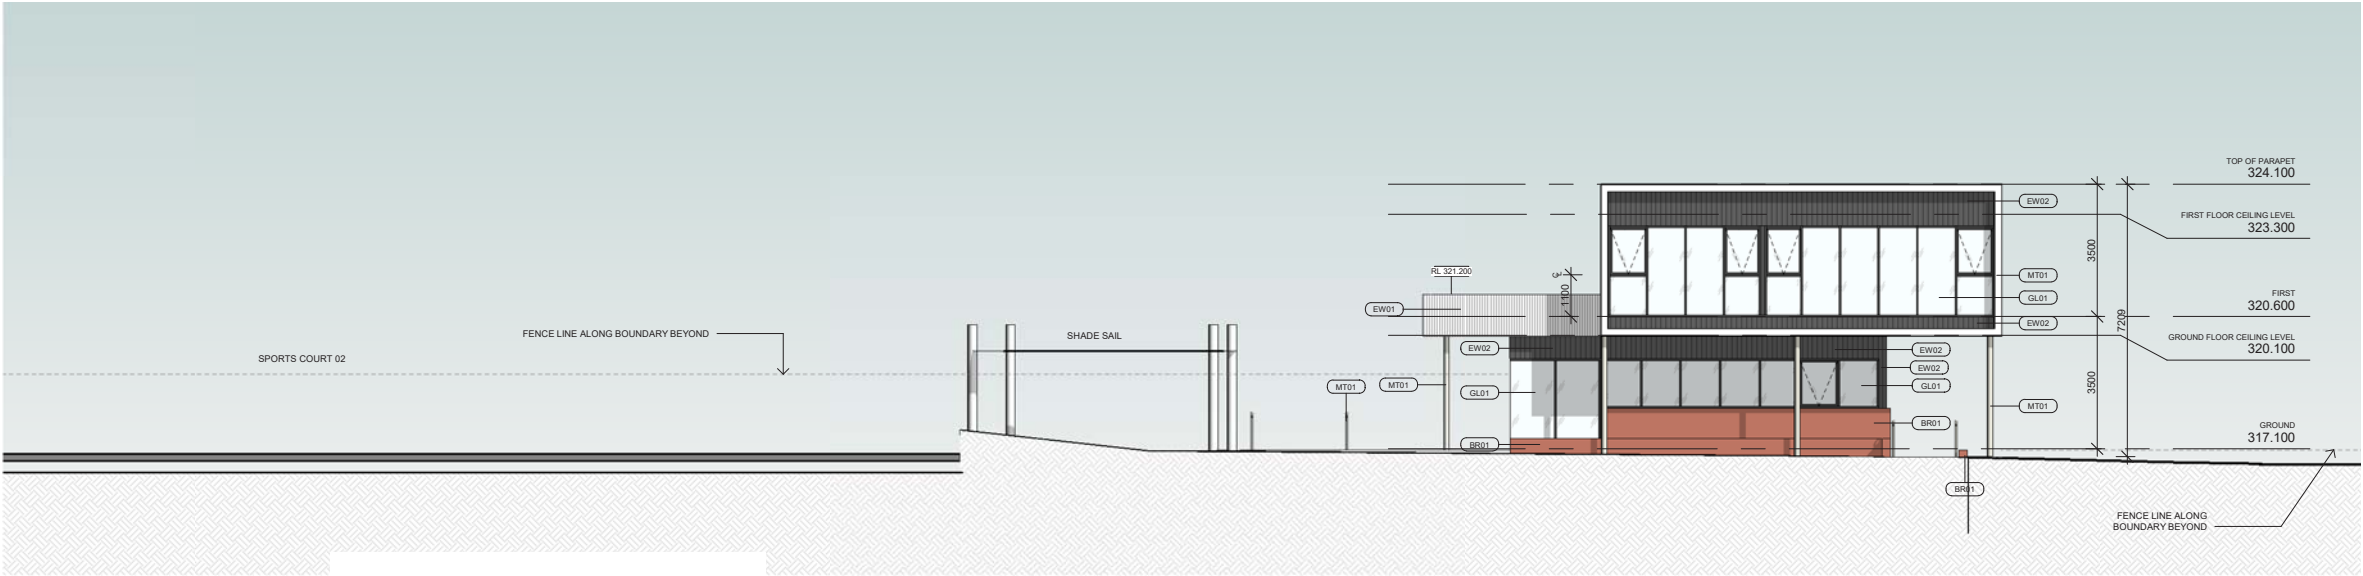 TOP OF PARAPET
324.100
EW02
FIRST FLOOR CEILING LEVEL
323.300
3500
MT01
RL 321.200
℄
1100
GL01
FIRST
320.600
EW01
EW02
7209
FENCE LINE ALONG BOUNDARY BEYOND
SHADE SAIL
GROUND FLOOR CEILING LEVEL
320.100
EW02
EW02
SPORTS COURT 02
EW02
MT01
MT01
GL01
GL01
3500
MT01
BR01
GROUND
317.100
BR01
BR01
FENCE LINE ALONG
BOUNDARY BEYOND